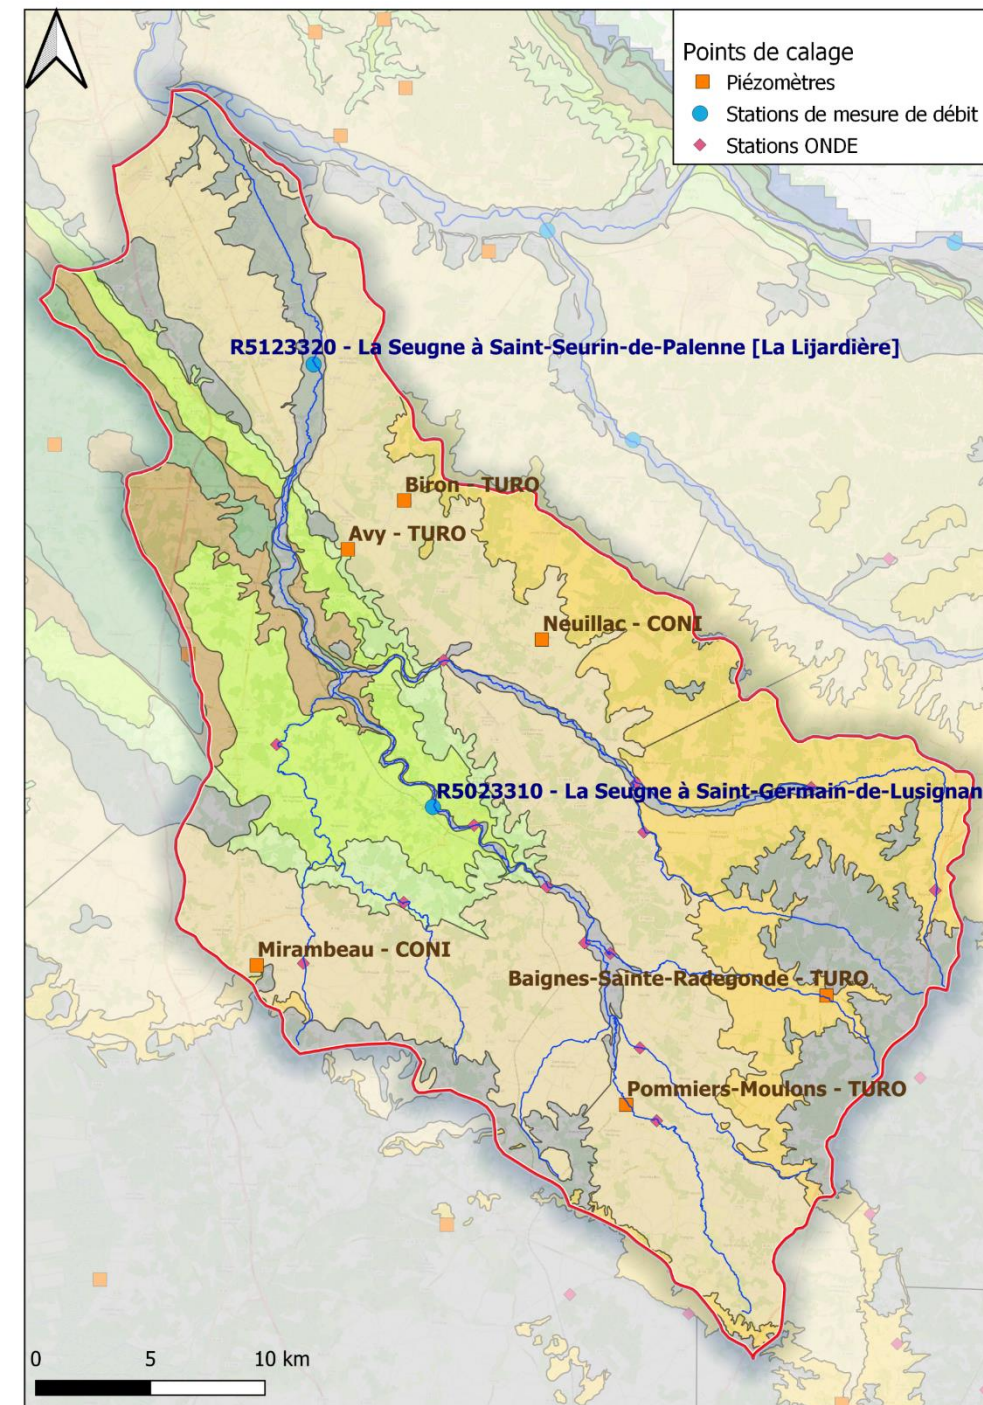 Points de calage
Piézomètres
Stations de mesure de débit
Stations ONDE
R5123320 - La Seugne à Saint-Seurin-de-Palenne [La Lijardière]
Biron - TURO
Avy - TURO
Neuillac - CONI
R5023310 - La Seugne à Saint-Germain-de-Lusignan
Mirambeau - CONI
Baignes-Sainte-Radegonde - TURO
Pommiers-Moulons - TURO
0 5 10 km